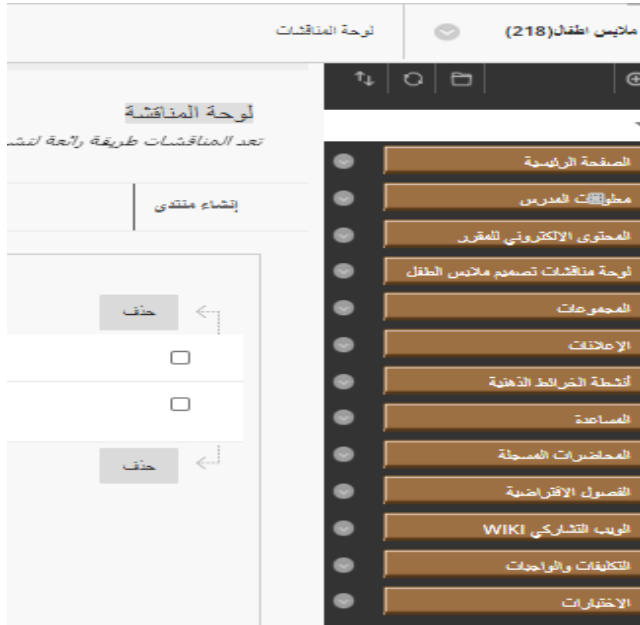 ملابس اطفال(218)
لوحة المناقشات
لوحة المناقشة
تعد المناقشات طريقة رائعة لتشـ
إنشاء منتدى
حذف
حذف
الصفحة الرئيسية
المدرس
المحتوى الالكتروني للمقرر
لوحة مناقشات تصميم ملابس الطفل
المجموعات
الإعلانات
أنشطة الخرائط الذهنية
المساعدة
المحاضرات المسجلة
الفصول الافتراضية
الويب التشاركي WIKI
التكليفات والواجبات
الاختبارات